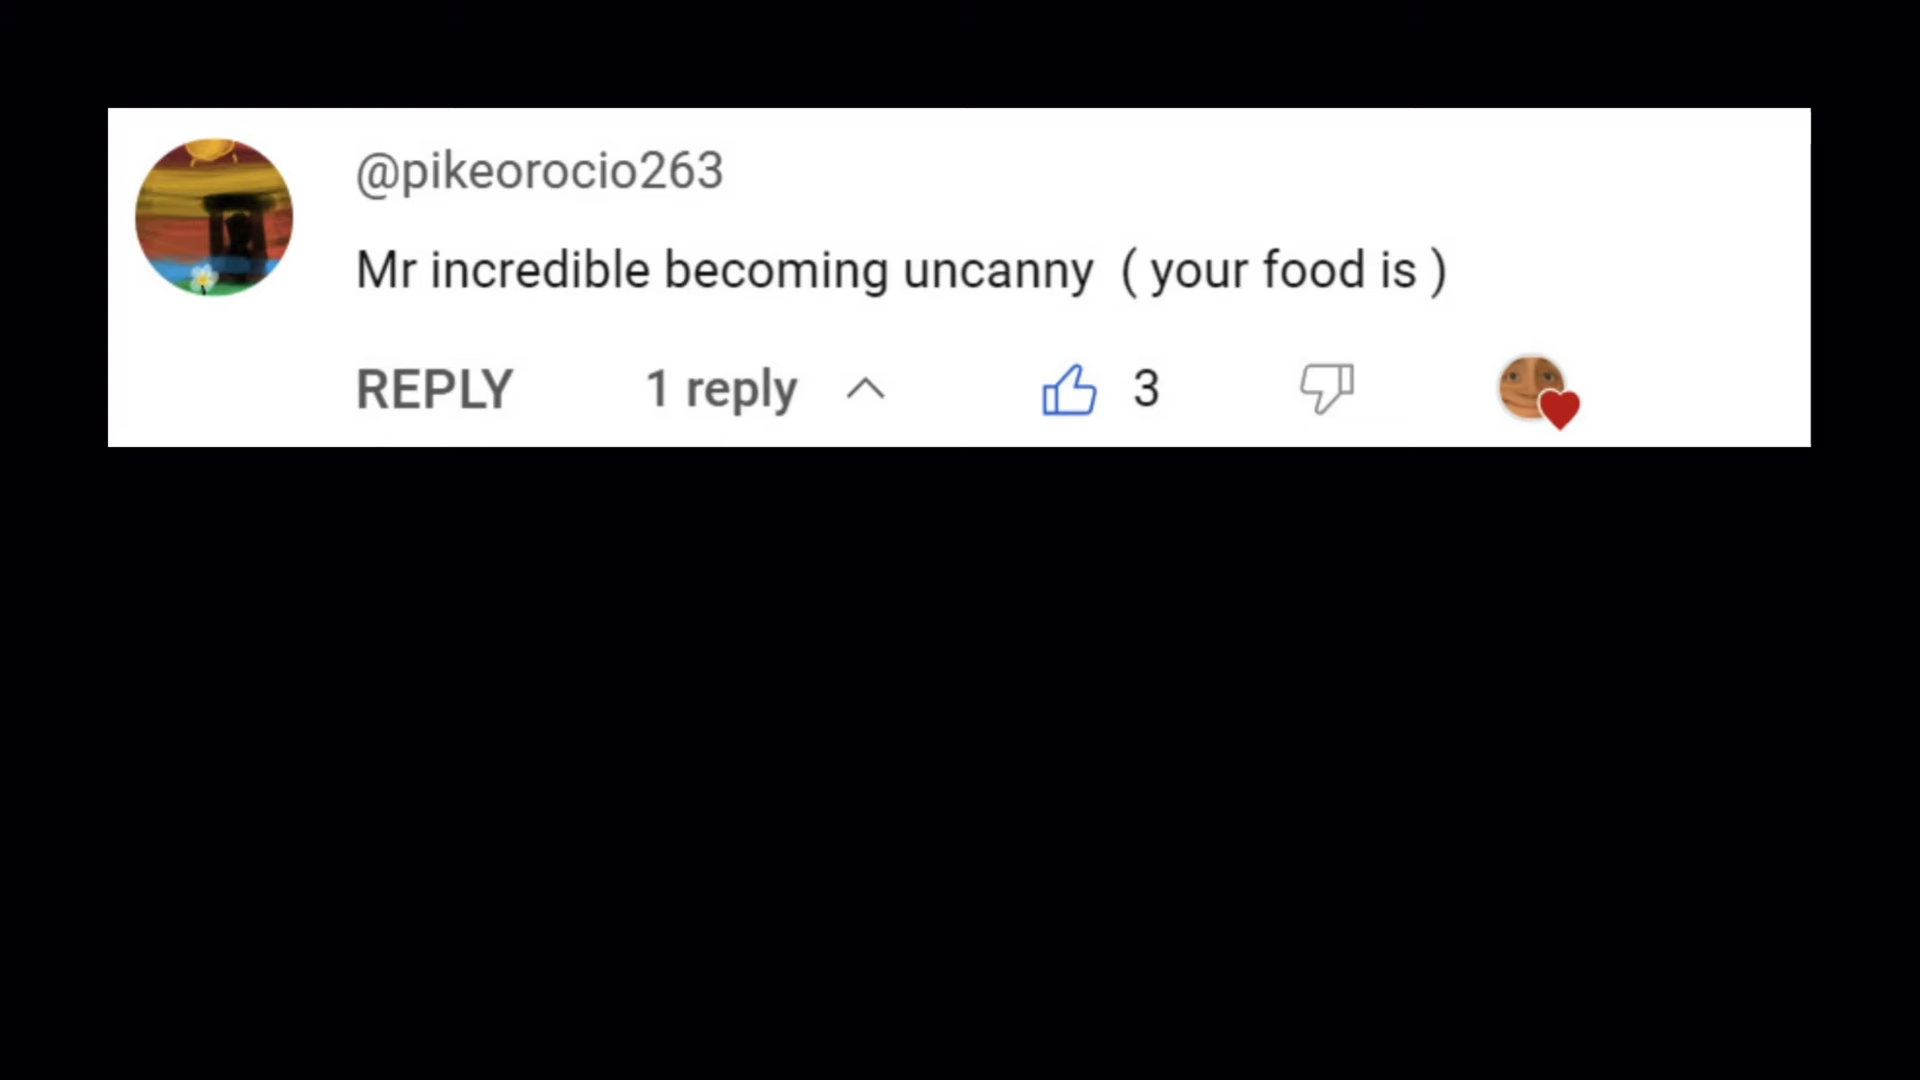 @pikeorocio263
Mr incredible becoming uncanny ( your food is )
REPLY 1 reply 3